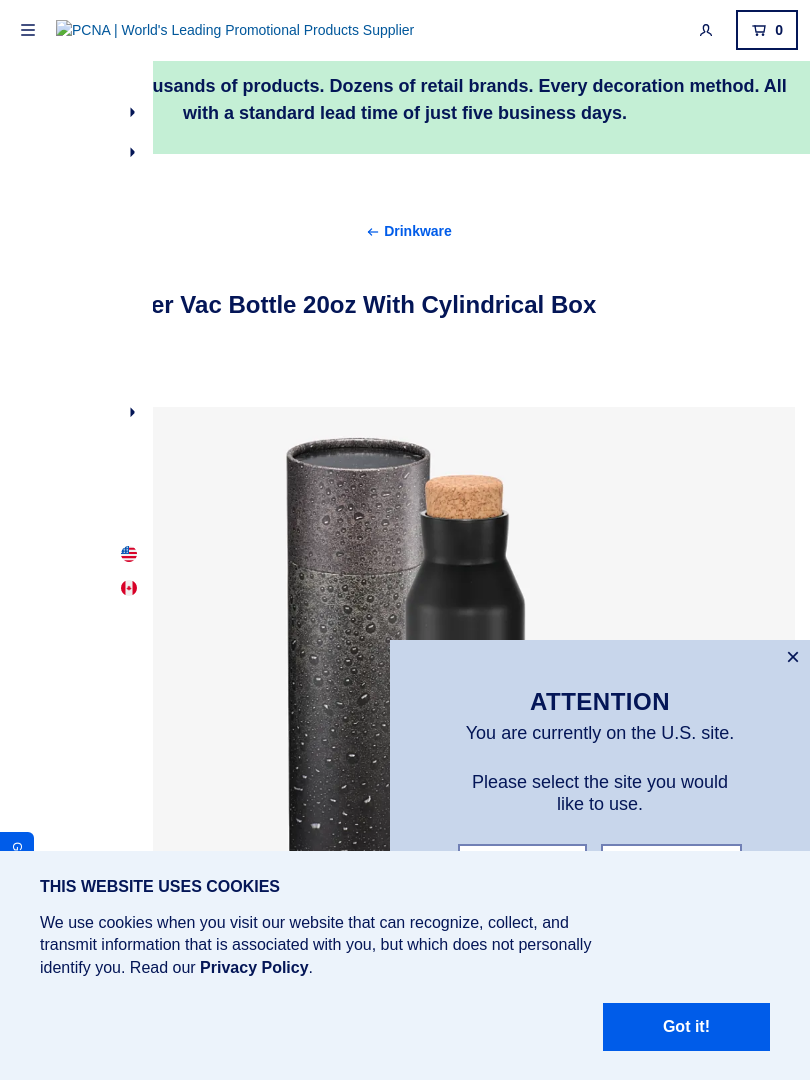 PCNA | World's Leading Promotional Products Supplier
0
usands of products. Dozens of retail brands. Every decoration method. All
with a standard lead time of just five business days.
Drinkware
er Vac Bottle 20oz With Cylindrical Box
ATTENTION
You are currently on the U.S. site.
Please select the site you would
like to use.
G
THIS WEBSITE USES COOKIES
We use cookies when you visit our website that can recognize, collect, and
transmit information that is associated with you, but which does not personally
identify you. Read our Privacy Policy.
Got it!